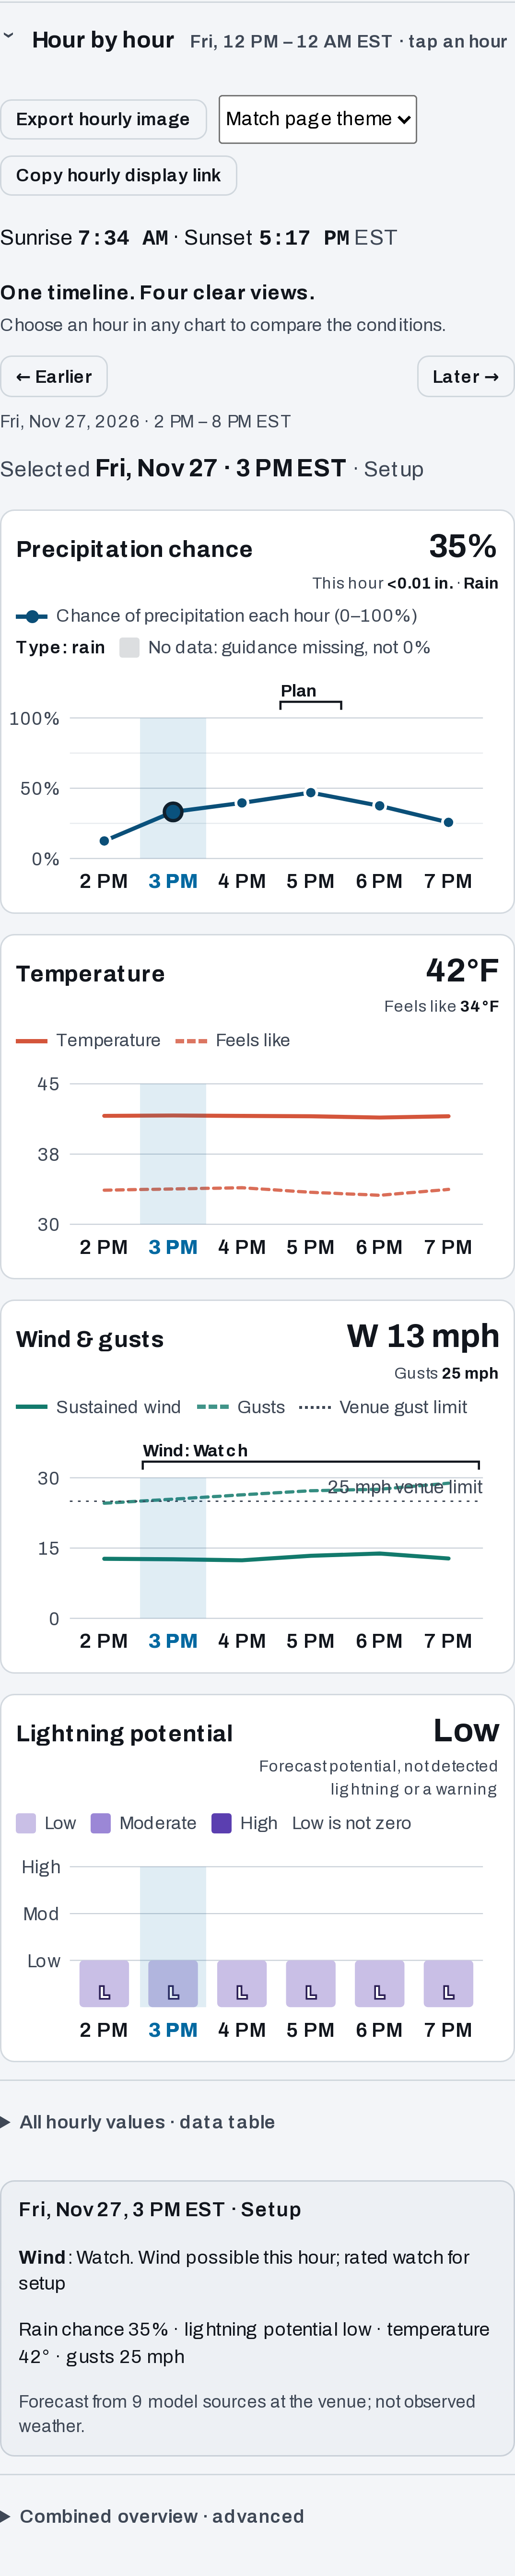 Hour by hour Fri, 12 PM – 12 AM EST · tap an hour
Export hourly image
Match page theme
Copy hourly display link
Sunrise 7:34 AM · Sunset 5:17 PM EST
One timeline. Four clear views.
Choose an hour in any chart to compare the conditions.
← Earlier
Later →
Fri, Nov 27, 2026 · 2 PM – 8 PM EST
Selected Fri, Nov 27 · 3 PM EST · Setup
Precipitation chance
35%
This hour <0.01 in. · Rain
Chance of precipitation each hour (0–100%)
Type: rain No data: guidance missing, not 0%
Plan
100%
50%
0%
2 PM 3 PM 4 PM 5 PM 6 PM 7 PM
Temperature
42°F
Feels like 34°F
Temperature Feels like
45
38
30
2 PM 3 PM 4 PM 5 PM 6 PM 7 PM
Wind & gusts
W 13 mph
Gusts 25 mph
Sustained wind Gusts Venue gust limit
Wind: Watch
30
25 mph venue limit
15
0
2 PM 3 PM 4 PM 5 PM 6 PM 7 PM
Lightning potential
Low
Forecast potential, not detected
lightning or a warning
Low Moderate High Low is not zero
High
Mod
Low
L L L L L L
2 PM 3 PM 4 PM 5 PM 6 PM 7 PM
All hourly values · data table
Fri, Nov 27, 3 PM EST · Setup
Wind: Watch. Wind possible this hour; rated watch for
setup
Rain chance 35% · lightning potential low · temperature
42° · gusts 25 mph
Forecast from 9 model sources at the venue; not observed
weather.
Combined overview · advanced